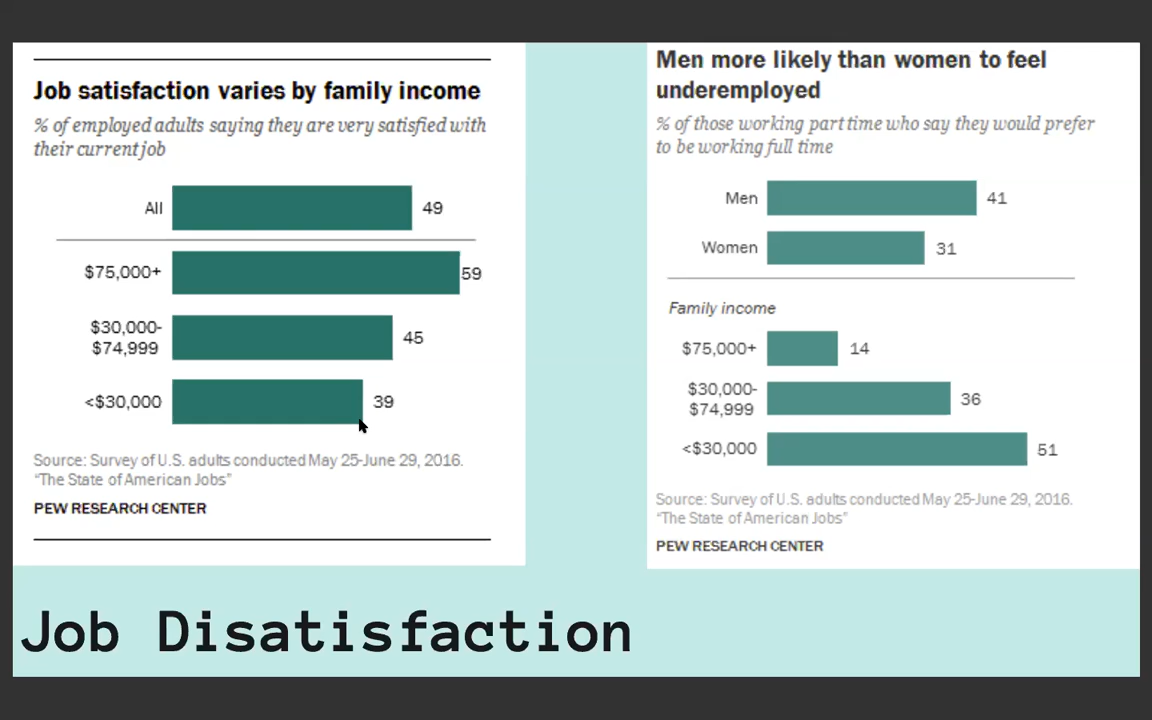 Job satisfaction varies by family income
% of employed adults saying they are very satisfied with
their current job
All 49
$75,000+ 59
$30,000-
$74,999 45
<$30,000 39
Source: Survey of U.S. adults conducted May 25-June 29, 2016.
“The State of American Jobs”
PEW RESEARCH CENTER
Men more likely than women to feel
underemployed
% of those working part time who say they would prefer
to be working full time
Men 41
Women 31
Family income
$75,000+ 14
$30,000-
$74,999 36
<$30,000 51
Source: Survey of U.S. adults conducted May 25-June 29, 2016.
“The State of American Jobs”
PEW RESEARCH CENTER
Job Disatisfaction